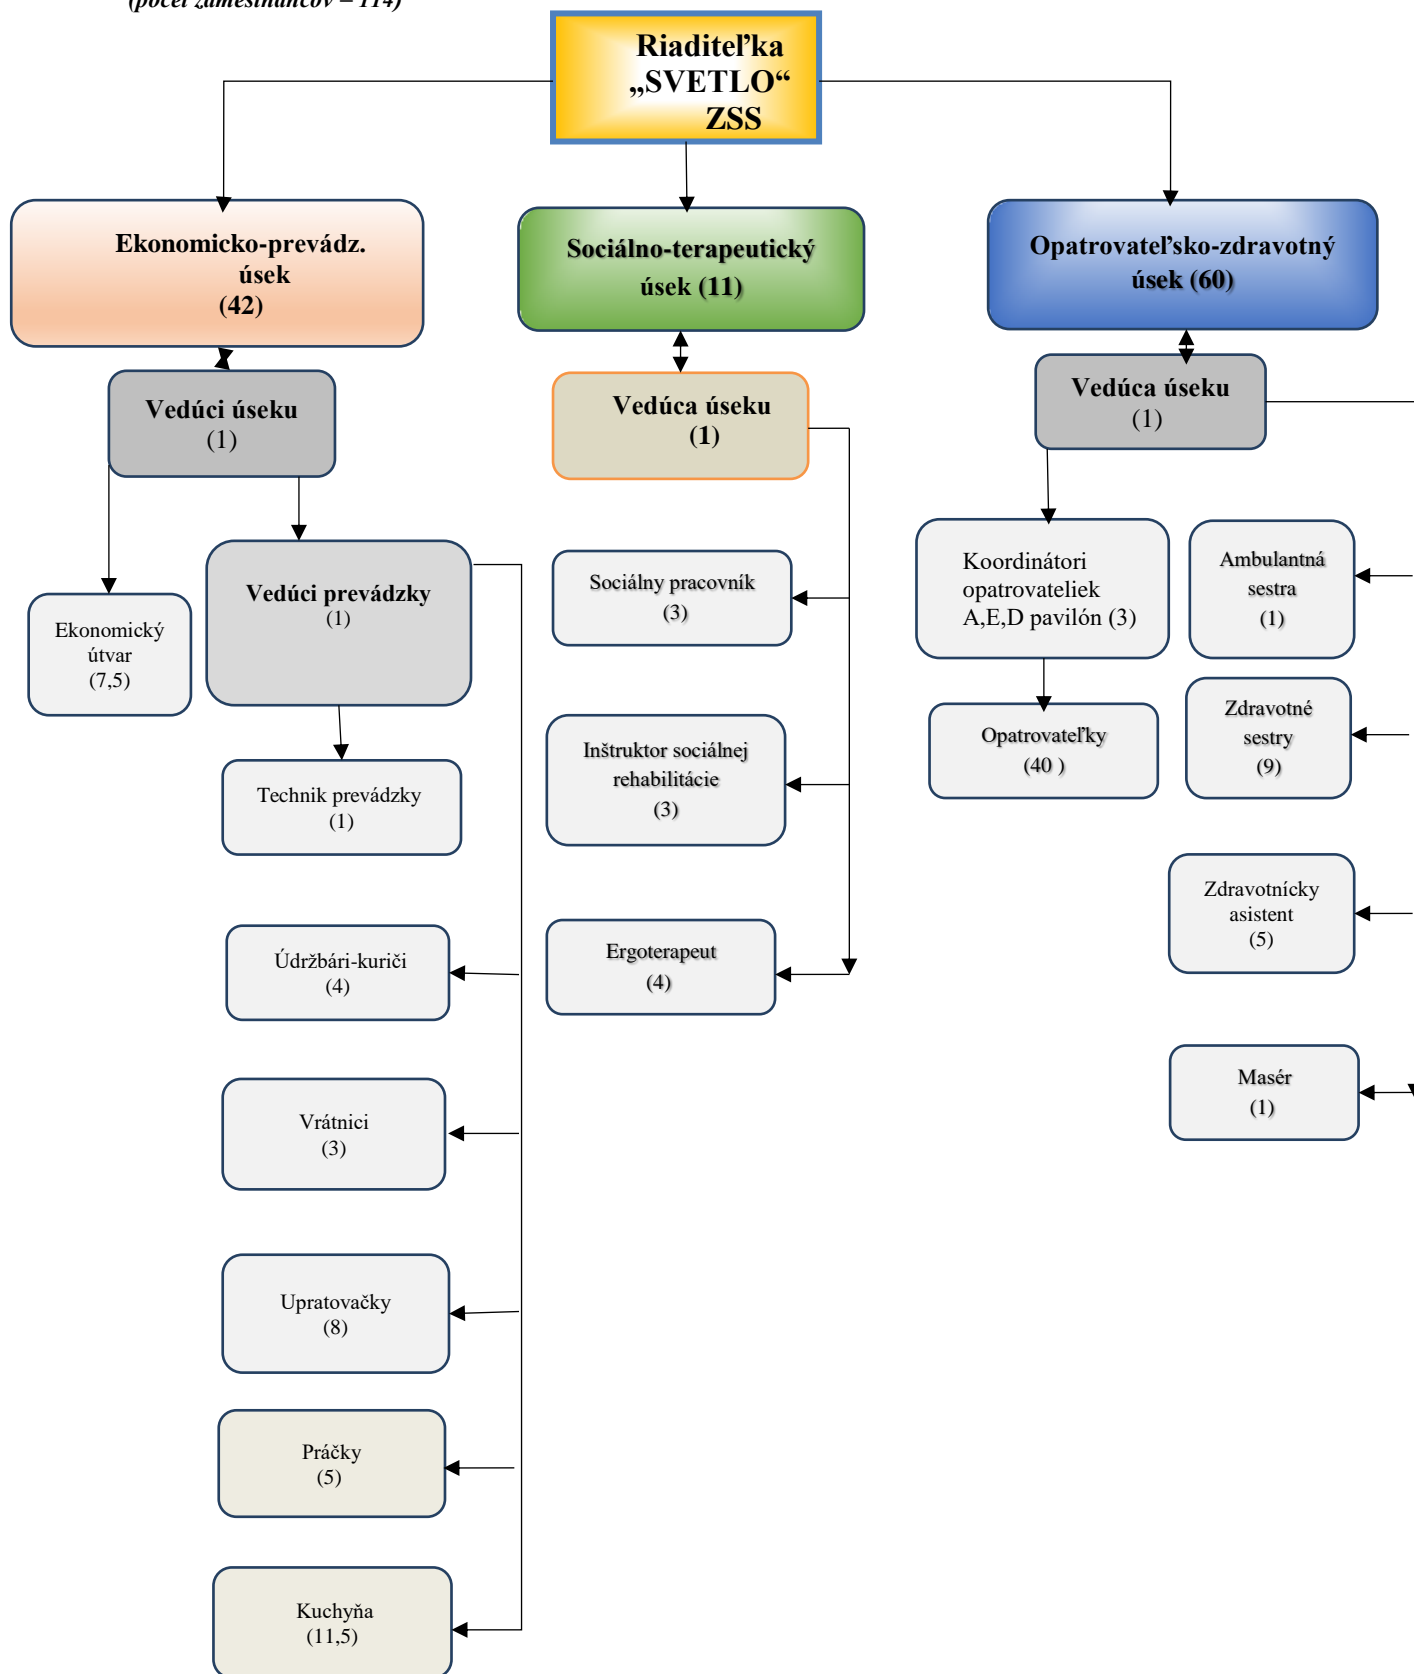 (počet zamestnancov – 114)
Riaditeľka
„SVETLO“
ZSS
Ekonomicko-prevádz.
úsek
(42)
Sociálno-terapeutický
úsek (11)
Opatrovateľsko-zdravotný
úsek (60)
Vedúci úseku
(1)
Vedúca úseku
(1)
Vedúca úseku
(1)
Ekonomický
útvar
(7,5)
Vedúci prevádzky
(1)
Technik prevádzky
(1)
Údržbári-kuriči
(4)
Vrátnici
(3)
Upratovačky
(8)
Práčky
(5)
Kuchyňa
(11,5)
Sociálny pracovník
(3)
Inštruktor sociálnej
rehabilitácie
(3)
Ergoterapeut
(4)
Koordinátori
opatrovateliek
A,E,D pavilón (3)
Opatrovateľky
(40 )
Ambulantná
sestra
(1)
Zdravotné
sestry
(9)
Zdravotnícky
asistent
(5)
Masér
(1)